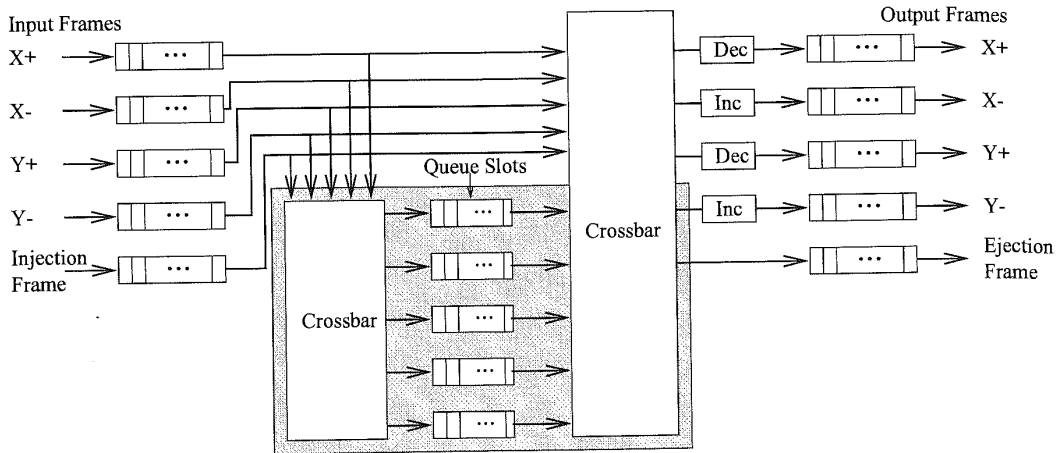 Input Frames
Output Frames
X+
•••
Dec
•••
X+
X-
•••
Inc
•••
X-
Y+
•••
Dec
•••
Y+
Queue Slots
Y-
•••
•••
Inc
•••
Y-
Crossbar
Injection
Frame
•••
•••
•••
Ejection
Frame
Crossbar
•••
•••
•••